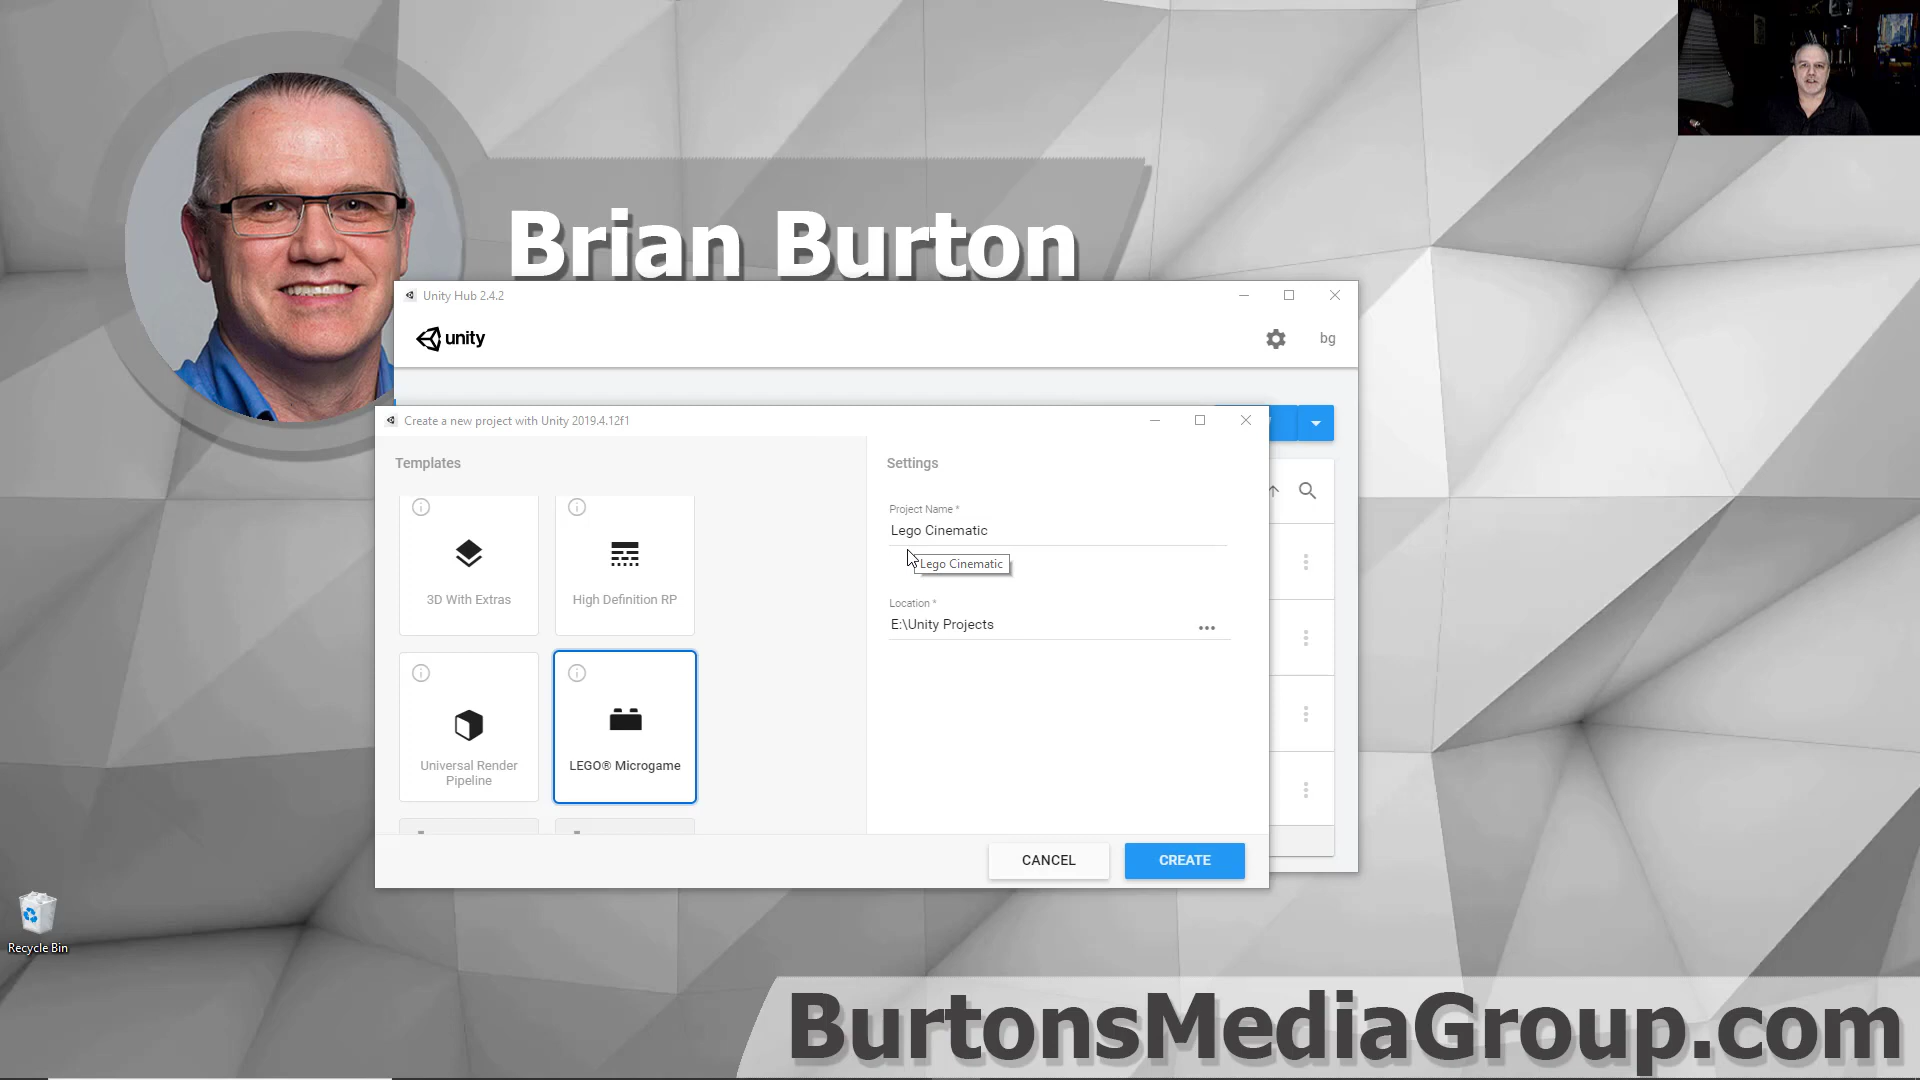 Brian Burton
Unity Hub 2.4.2
unity
bg
Create a new project with Unity 2019.4.12f1
Templates
Settings
3D With Extras
High Definition RP
Universal Render
Pipeline
LEGO® Microgame
Project Name *
Lego Cinematic
Lego Cinematic
Location *
E:\Unity Projects
CANCEL
CREATE
Recycle Bin
BurtonsMediaGroup.com